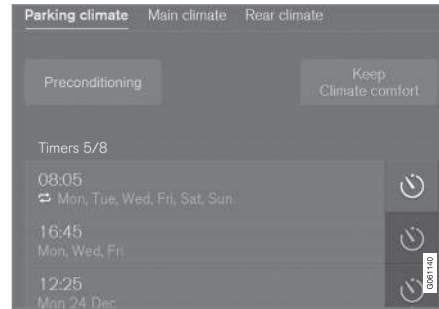 Parking climate Main climate Rear climate
Preconditioning
Keep
Climate comfort
Timers 5/8
08:05
Mon, Tue, Wed, Fri, Sat, Sun
16:45
Mon, Wed, Fri
12:25
Mon 24 Dec
G061140